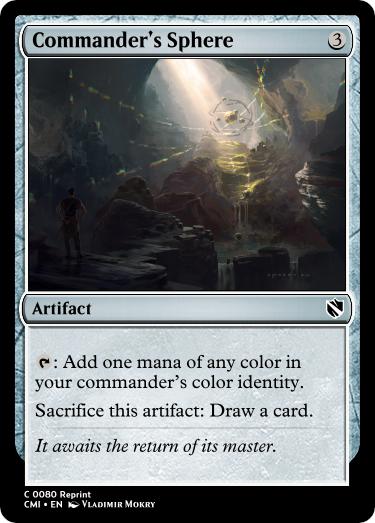 Commander's Sphere 3
Artifact
: Add one mana of any color in
your commander's color identity.
Sacrifice this artifact: Draw a card.
It awaits the return of its master.
C 0080 Reprint
CMI • EN Vladimir Mokry